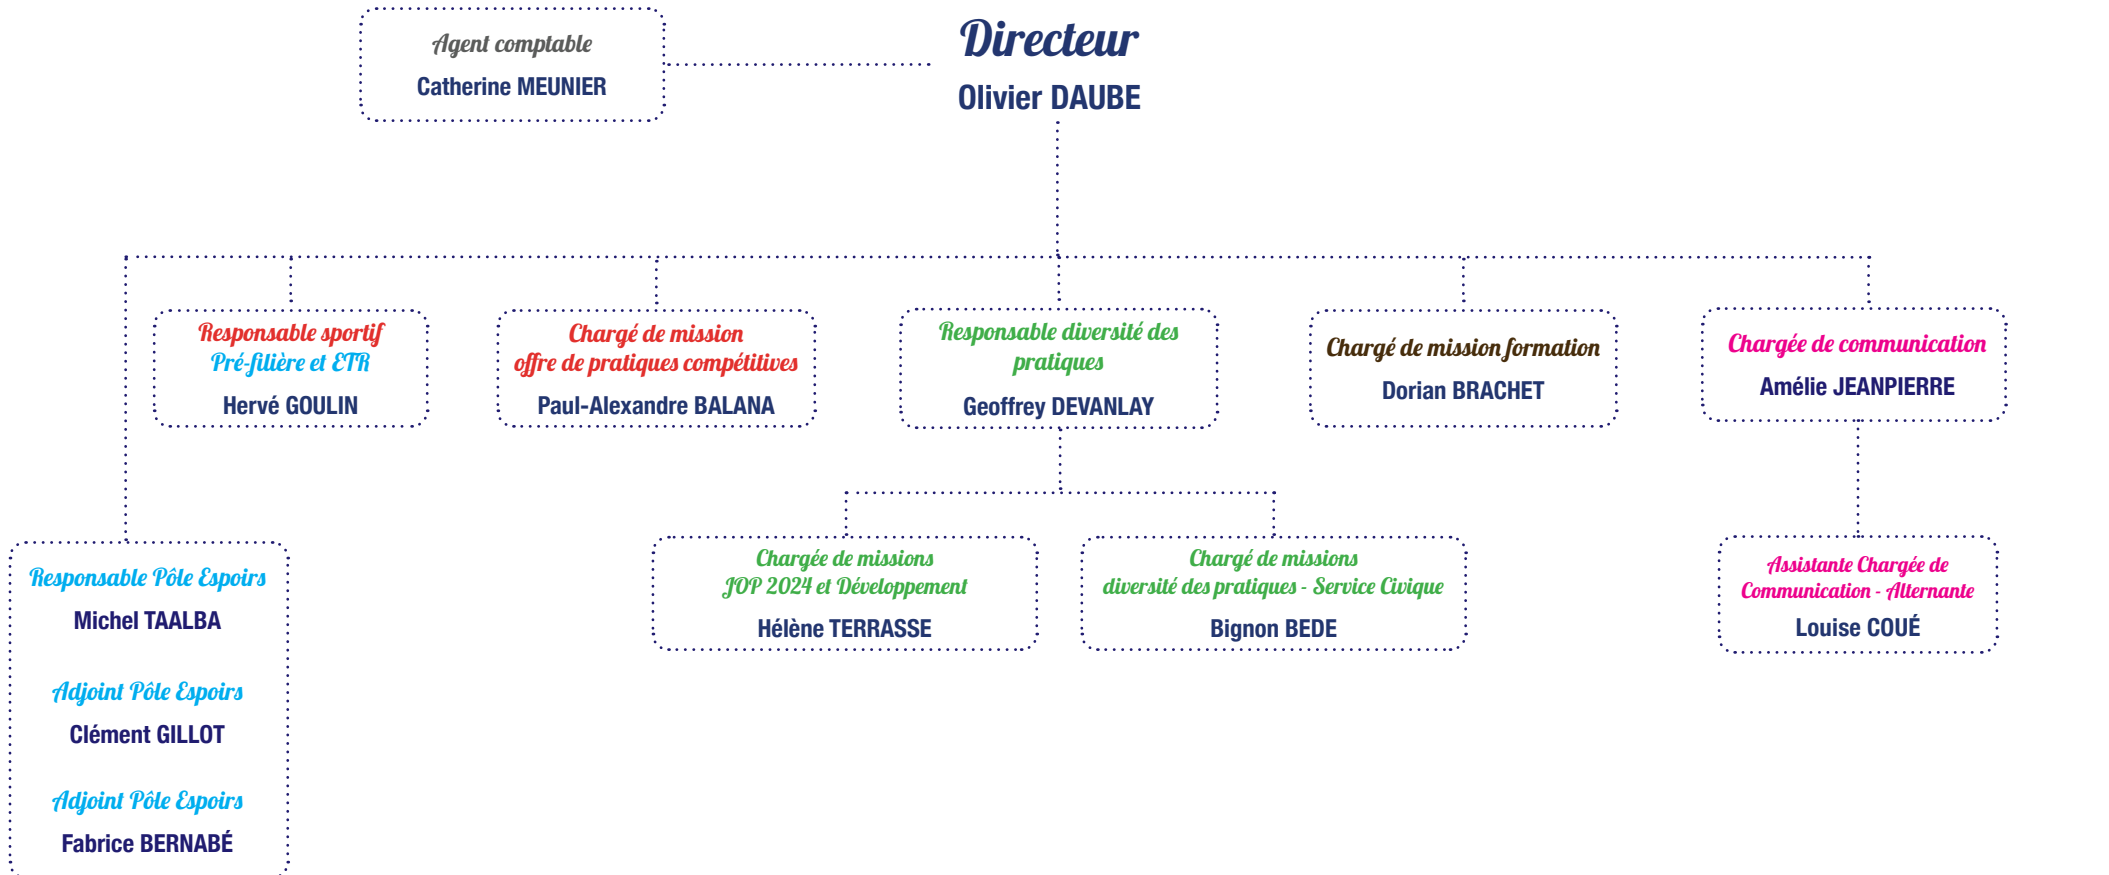 Agent comptable
Catherine MEUNIER
Directeur
Olivier DAUBE
Responsable sportif
Pré-filière et ETR
Hervé GOULIN
Chargé de mission
offre de pratiques compétitives
Paul-Alexandre BALANA
Responsable diversité des
pratiques
Geoffrey DEVANLAY
Chargé de mission formation
Dorian BRACHET
Chargée de communication
Amélie JEANPIERRE
Responsable Pôle Espoirs
Michel TAALBA
Adjoint Pôle Espoirs
Clément GILLOT
Adjoint Pôle Espoirs
Fabrice BERNABÉ
Chargée de missions
JOP 2024 et Développement
Hélène TERRASSE
Chargé de missions
diversité des pratiques - Service Civique
Bignon BEDE
Assistante Chargée de
Communication - Alternante
Louise COUÉ